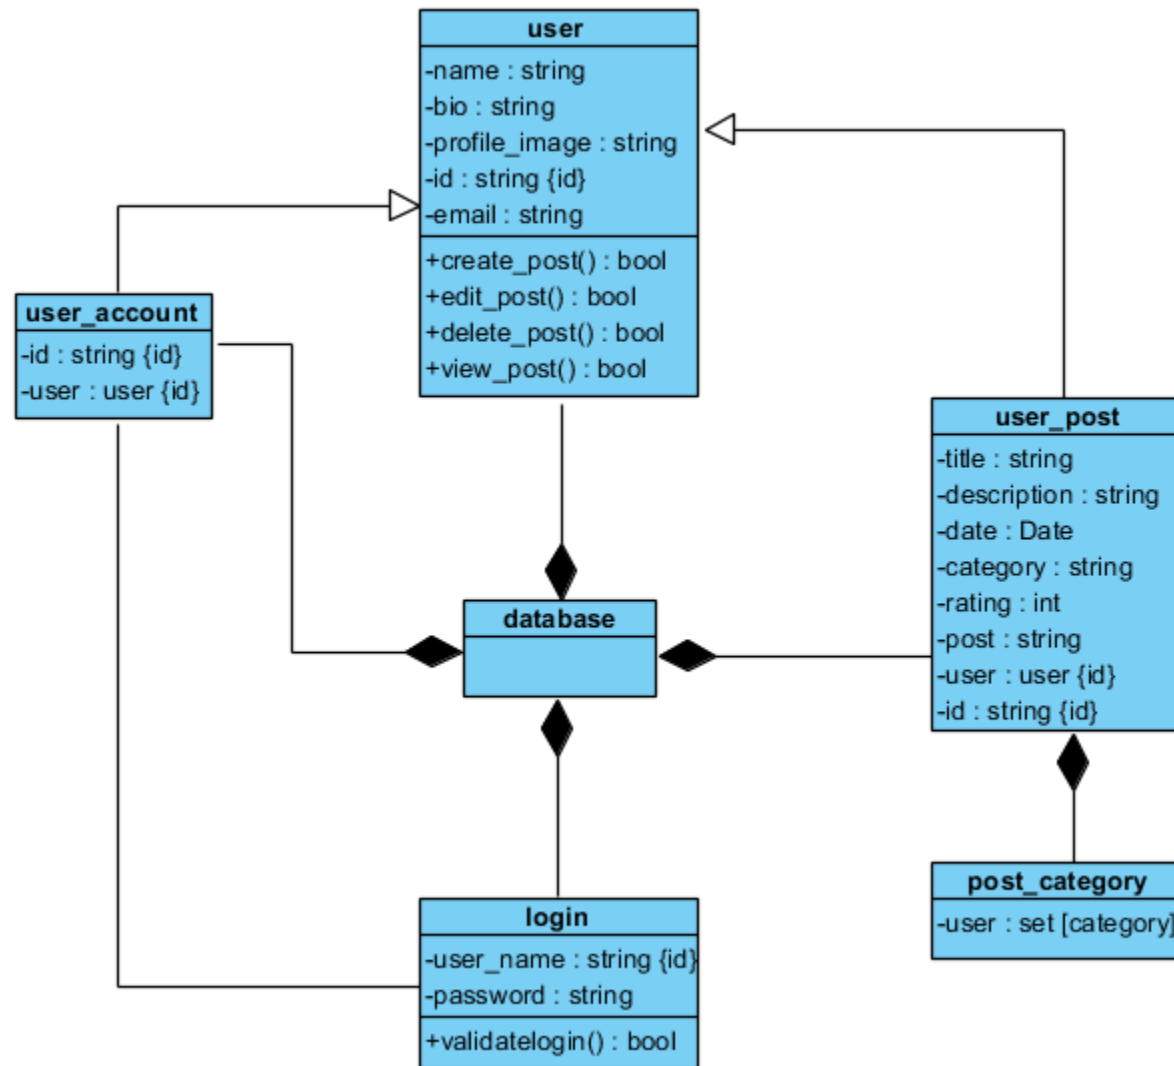 user
-name : string
-bio : string
-profile_image : string
-id : string {id}
-email : string
+create_post() : bool
+edit_post() : bool
+delete_post() : bool
+view_post() : bool
user_account
-id : string {id}
-user : user {id}
user_post
-title : string
-description : string
-date : Date
-category : string
-rating : int
-post : string
-user : user {id}
-id : string {id}
database
post_category
-user : set [category]
login
-user_name : string {id}
-password : string
+validatelogin() : bool